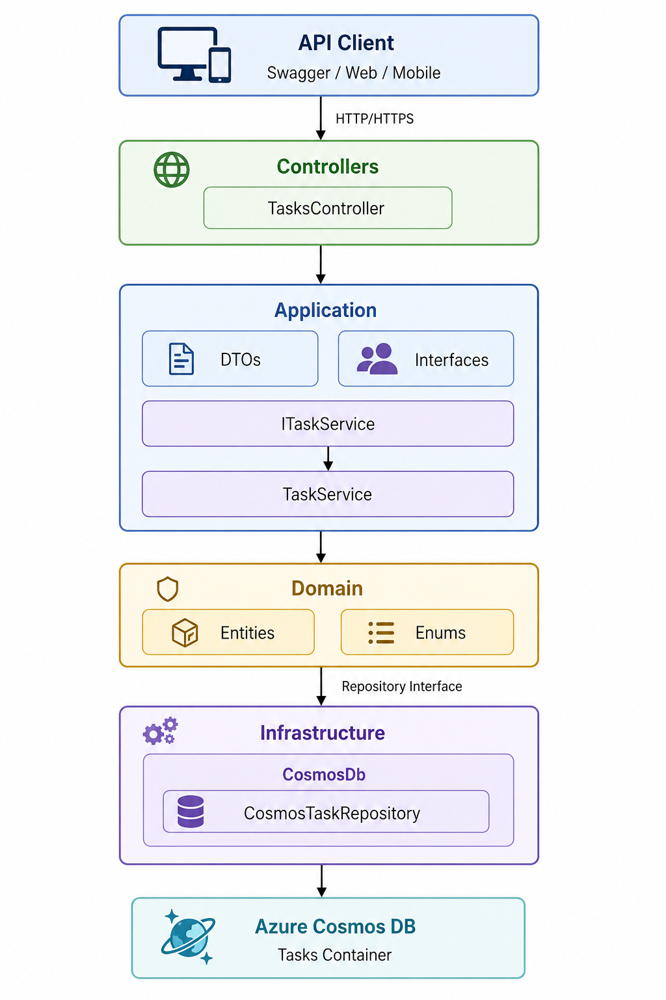 API Client
Swagger / Web / Mobile
HTTP/HTTPS
Controllers
TasksController
Application
DTOs
Interfaces
ITaskService
TaskService
Domain
Entities
Enums
Repository Interface
Infrastructure
CosmosDb
CosmosTaskRepository
Azure Cosmos DB
Tasks Container